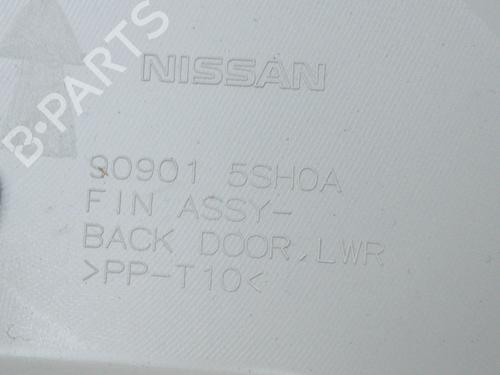 B-PARTS
NISSAN
90901 5SH0A
FIN ASSY-
BACK DOOR, LWR
>PP-T10<